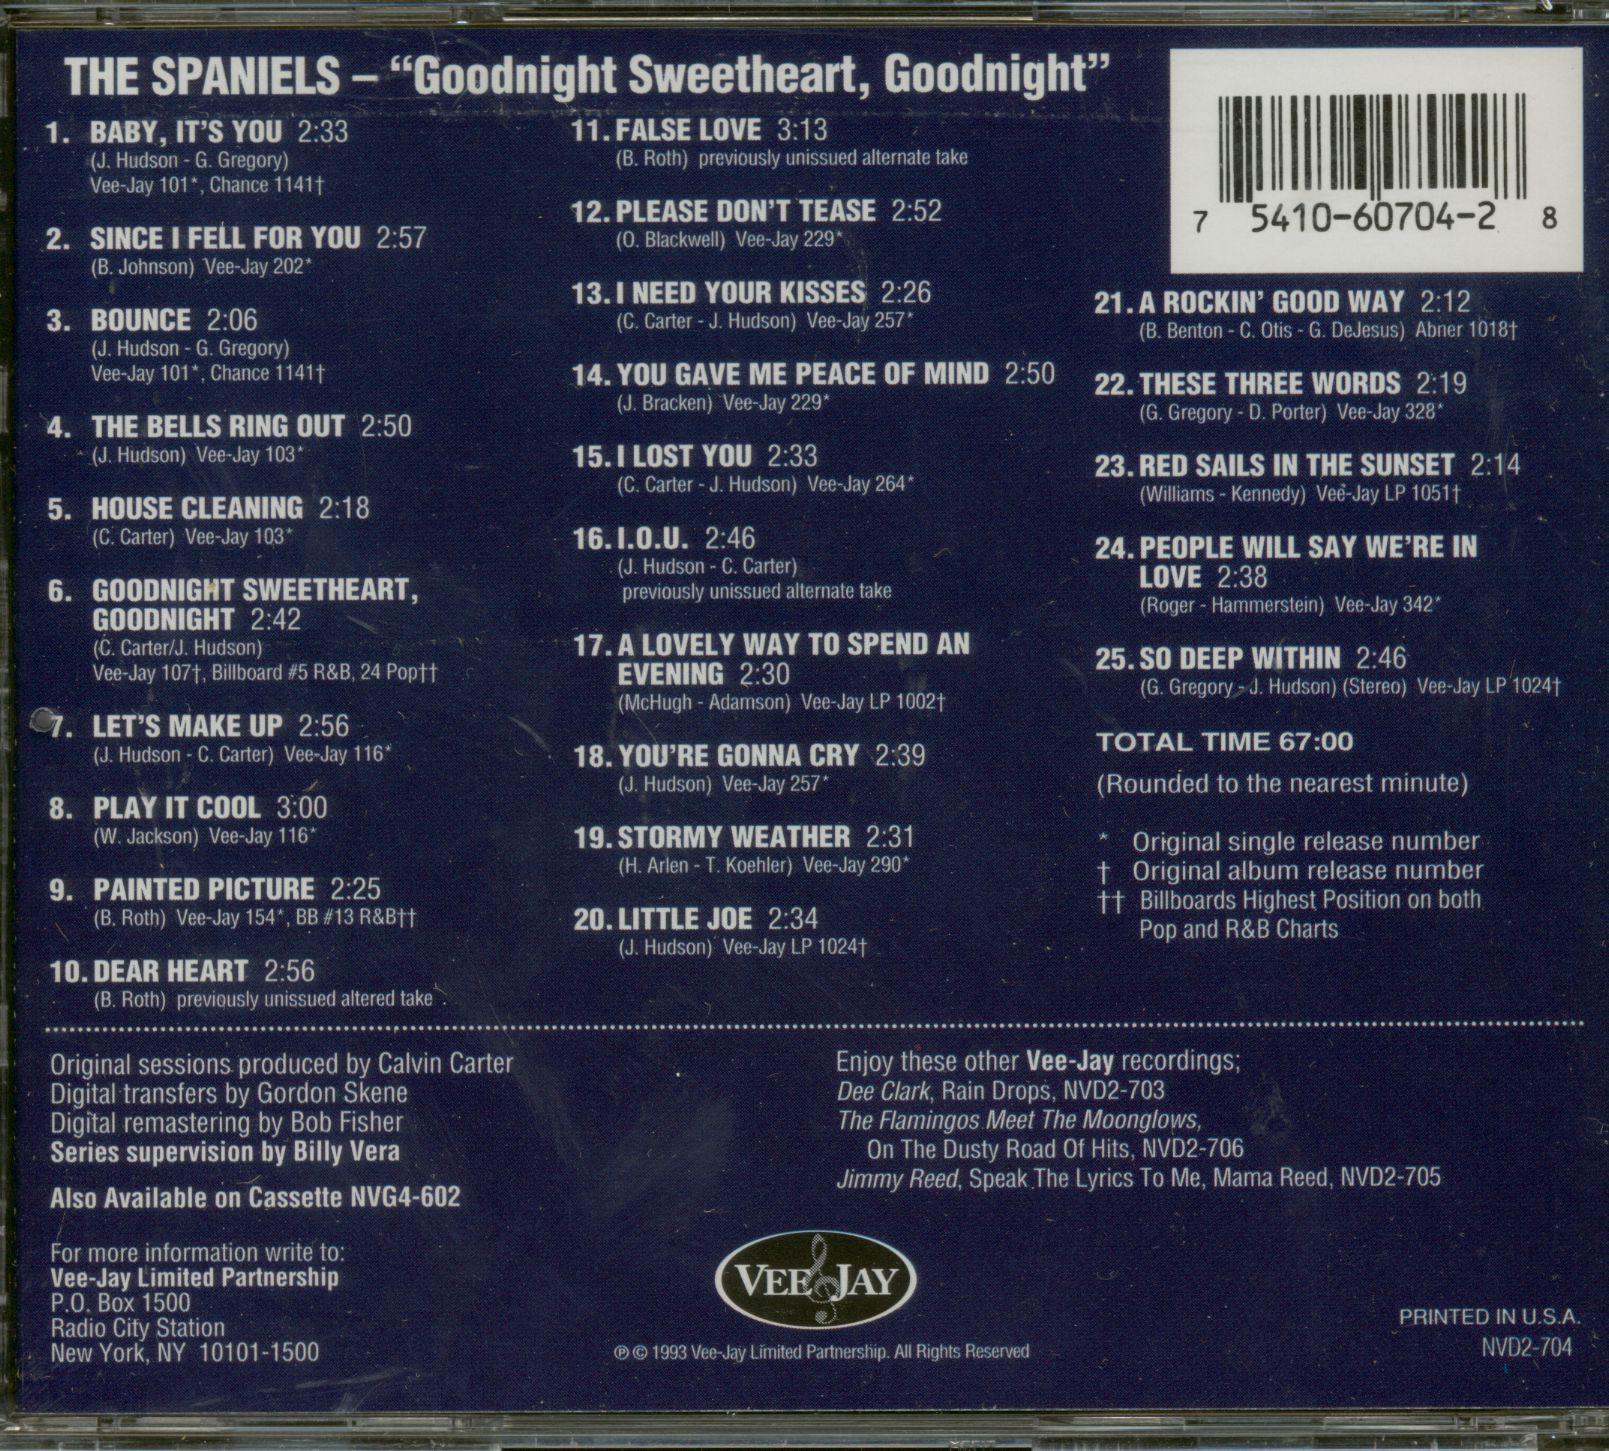 THE SPANIELS – “Goodnight Sweetheart, Goodnight”
1. BABY, IT'S YOU 2:33
(J. Hudson - G. Gregory)
Vee-Jay 101*, Chance 1141†
2. SINCE I FELL FOR YOU 2:57
(B. Johnson) Vee-Jay 202*
3. BOUNCE 2:06
(J. Hudson - G. Gregory)
Vee-Jay 101*, Chance 1141†
4. THE BELLS RING OUT 2:50
(J. Hudson) Vee-Jay 103*
5. HOUSE CLEANING 2:18
(C. Carter) Vee-Jay 103*
6. GOODNIGHT SWEETHEART,
GOODNIGHT 2:42
(C. Carter/J. Hudson)
Vee-Jay 107†, Billboard #5 R&B, 24 Pop††
7. LET'S MAKE UP 2:56
(J. Hudson - C. Carter) Vee-Jay 116*
8. PLAY IT COOL 3:00
(W. Jackson) Vee-Jay 116*
9. PAINTED PICTURE 2:25
(B. Roth) Vee-Jay 154*, BB #13 R&B††
10. DEAR HEART 2:56
(B. Roth) previously unissued altered take
11. FALSE LOVE 3:13
(B. Roth) previously unissued alternate take
12. PLEASE DON'T TEASE 2:52
(O. Blackwell) Vee-Jay 229*
13. I NEED YOUR KISSES 2:26
(C. Carter - J. Hudson) Vee-Jay 257*
14. YOU GAVE ME PEACE OF MIND 2:50
(J. Bracken) Vee-Jay 229*
15. I LOST YOU 2:33
(C. Carter - J. Hudson) Vee-Jay 264*
16. I.O.U. 2:46
(J. Hudson - C. Carter)
previously unissued alternate take
17. A LOVELY WAY TO SPEND AN
EVENING 2:30
(McHugh - Adamson) Vee-Jay LP 1002†
18. YOU'RE GONNA CRY 2:39
(J. Hudson) Vee-Jay 257*
19. STORMY WEATHER 2:31
(H. Arlen - T. Koehler) Vee-Jay 290*
20. LITTLE JOE 2:34
(J. Hudson) Vee-Jay LP 1024†
7 5410-60704-2 8
21. A ROCKIN' GOOD WAY 2:12
(B. Benton - C. Otis - G. DeJesus) Abner 1018†
22. THESE THREE WORDS 2:19
(G. Gregory - D. Porter) Vee-Jay 328*
23. RED SAILS IN THE SUNSET 2:14
(Williams - Kennedy) Vee-Jay LP 1051†
24. PEOPLE WILL SAY WE'RE IN
LOVE 2:38
(Roger - Hammerstein) Vee-Jay 342*
25. SO DEEP WITHIN 2:46
(G. Gregory - J. Hudson) (Stereo) Vee-Jay LP 1024†
TOTAL TIME 67:00
(Rounded to the nearest minute)
* Original single release number
† Original album release number
†† Billboards Highest Position on both
Pop and R&B Charts
Original sessions produced by Calvin Carter
Digital transfers by Gordon Skene
Digital remastering by Bob Fisher
Series supervision by Billy Vera
Also Available on Cassette NVG4-602
For more information write to:
Vee-Jay Limited Partnership
P.O. Box 1500
Radio City Station
New York, NY 10101-1500
Enjoy these other Vee-Jay recordings;
Dee Clark, Rain Drops, NVD2-703
The Flamingos Meet The Moonglows,
On The Dusty Road Of Hits, NVD2-706
Jimmy Reed, Speak The Lyrics To Me, Mama Reed, NVD2-705
VEE JAY
℗ © 1993 Vee-Jay Limited Partnership. All Rights Reserved
PRINTED IN U.S.A.
NVD2-704